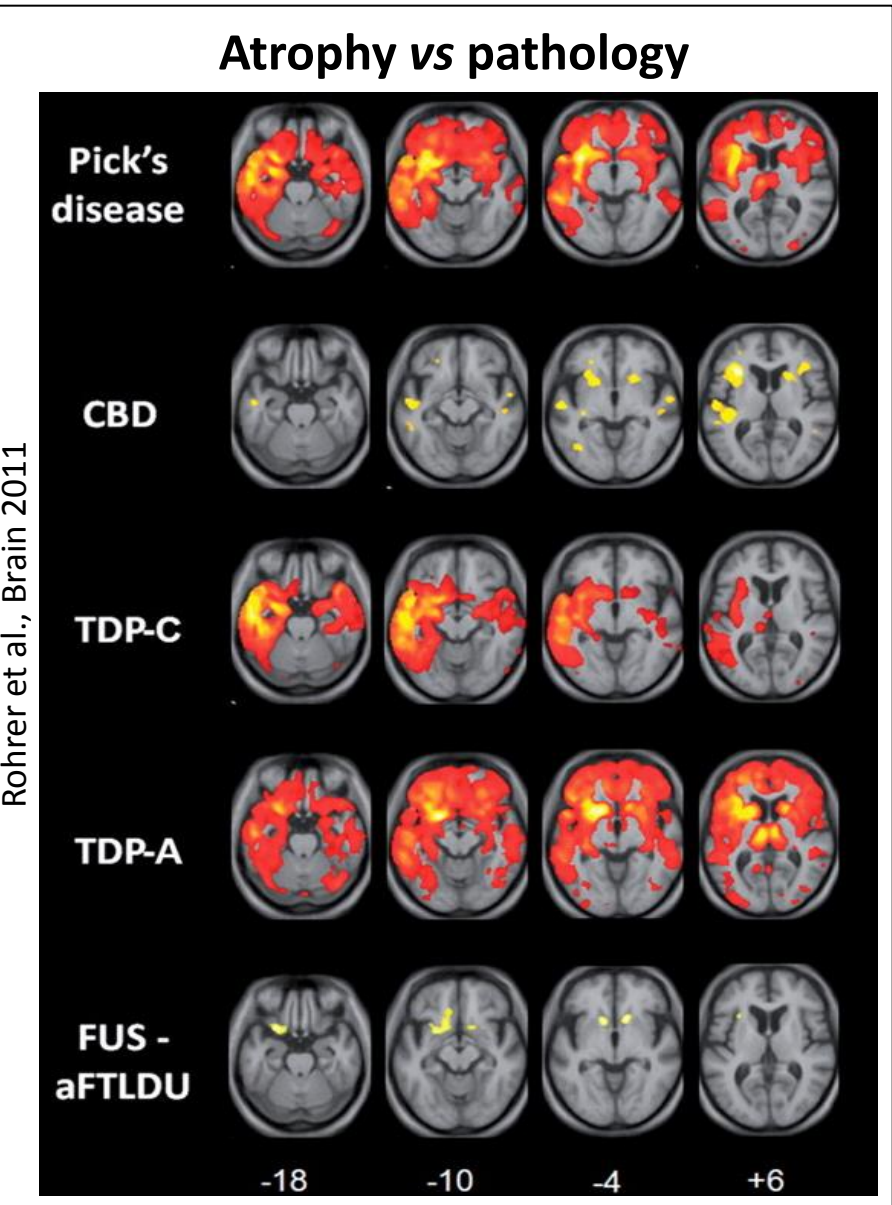 Atrophy vs pathology
Pick's
disease
CBD
TDP-C
TDP-A
FUS -
aFTLDU
-18 -10 -4 +6
Rohrer et al., Brain 2011